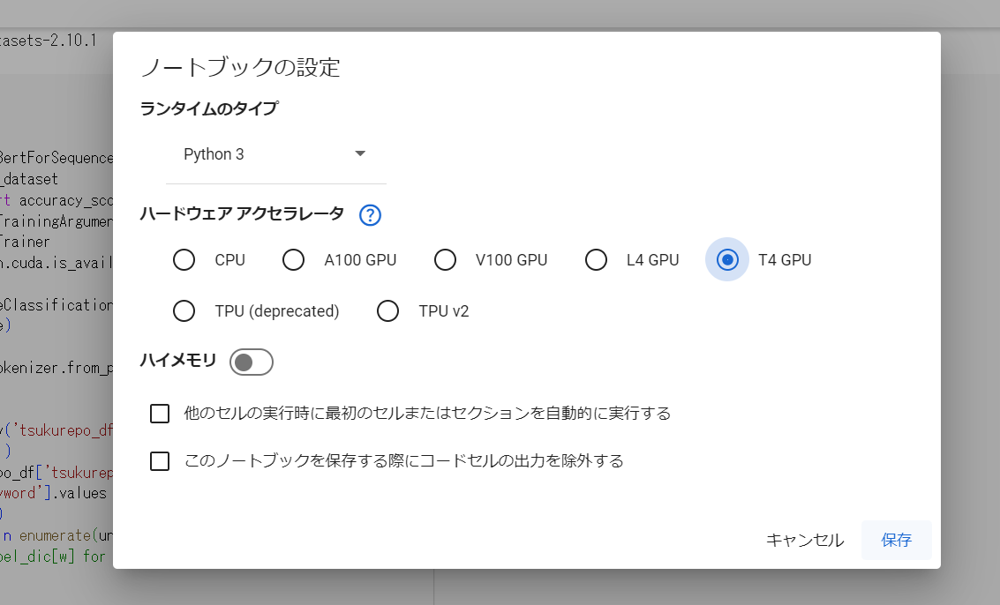 tasets-2.10.1
ノートブックの設定
ランタイムのタイプ
Python 3
BertForSequence
_dataset
rt accuracy_sco
ハードウェア アクセラレータ ?
TrainingArgumen
Trainer
n.cuda.is_avail
CPU A100 GPU V100 GPU L4 GPU T4 GPU
eClassification
TPU (deprecated) TPU v2
e)
ハイメモリ
okenizer.from_p
他のセルの実行時に最初のセルまたはセクションを自動的に実行する
v('tsukurepo_df
)
このノートブックを保存する際にコードセルの出力を除外する
po_df['tsukurep
yword'].values
)
n enumerate(un
キャンセル 保存
bel_dic[w] for